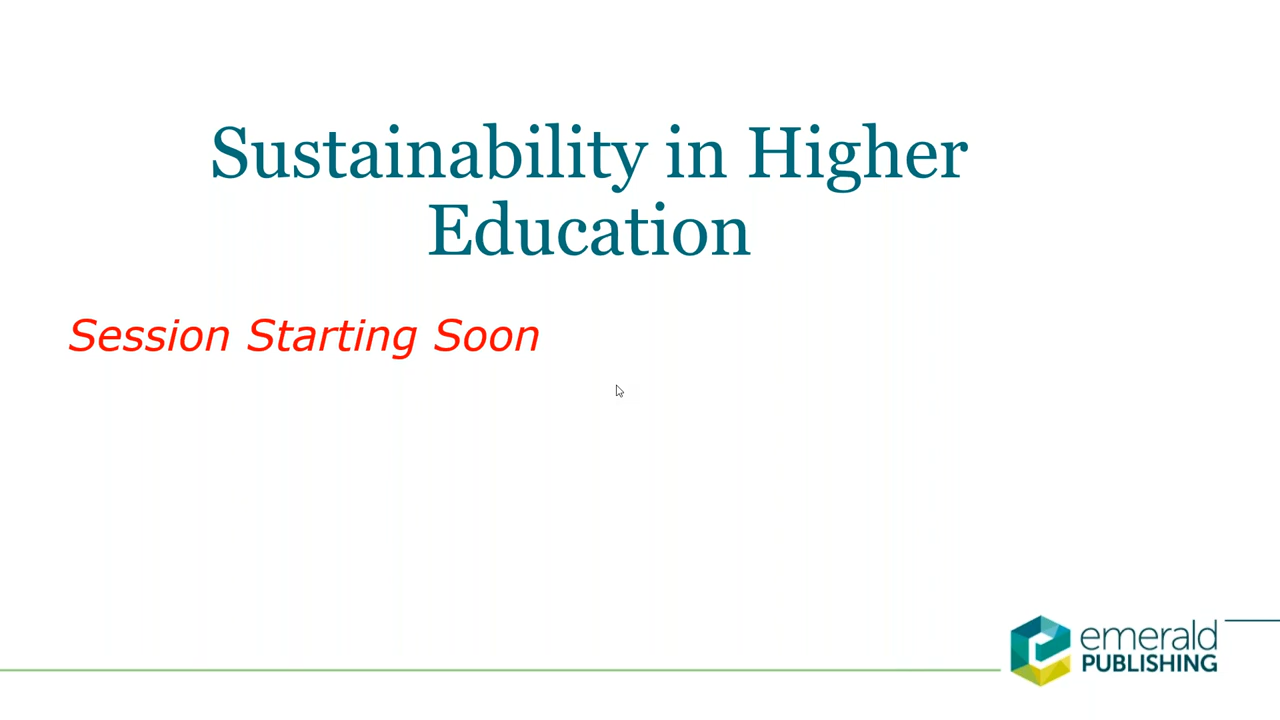 Sustainability in Higher
Education
Session Starting Soon
emerald
PUBLISHING